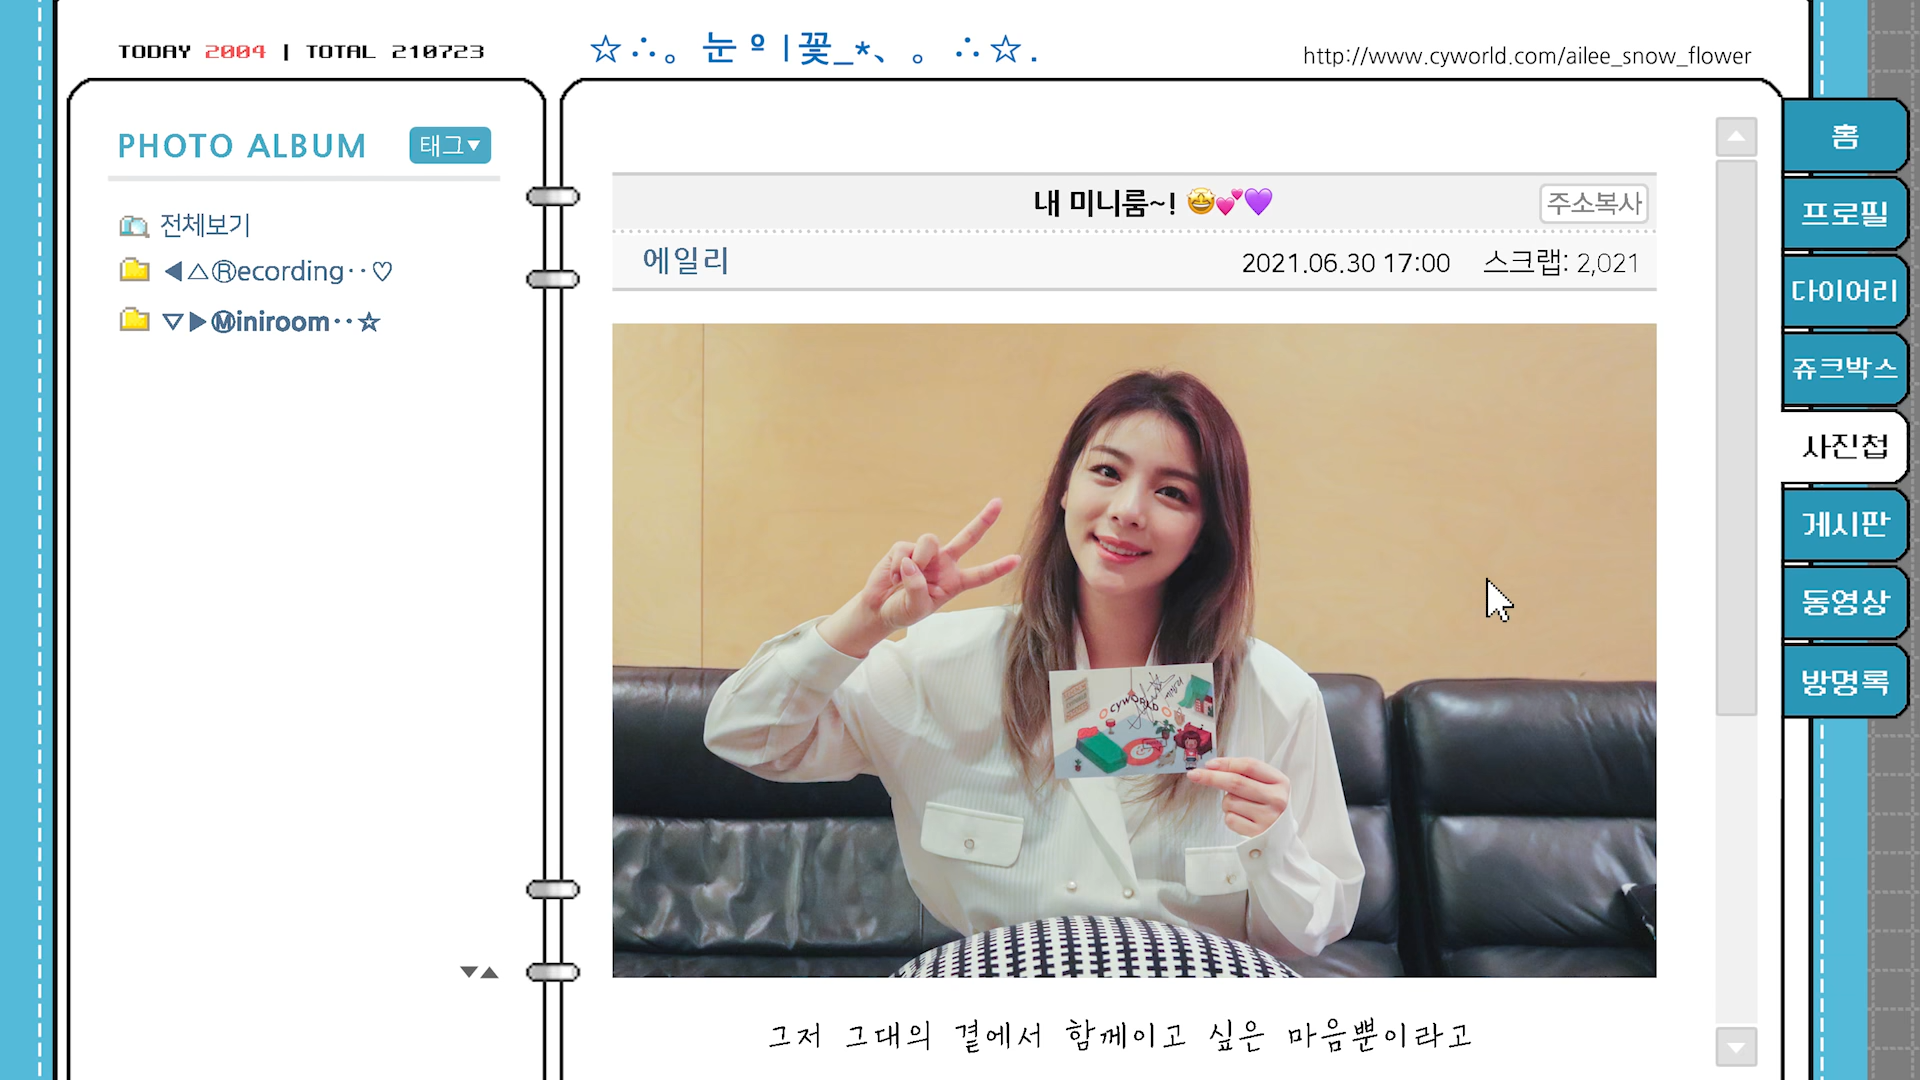 TODAY 2004 | TOTAL 210723
☆∴。눈º|꽃_*、。∴☆.
http://www.cyworld.com/ailee_snow_flower
PHOTO ALBUM
태그▼
전체보기
◀△Ⓡecording‥♡
▽▶Ⓜiniroom‥☆
내 미니룸~! 🤩💕💜
주소복사
에일리
2021.06.30 17:00
스크랩: 2,021
CYWORLD
그저 그대의 곁에서 함께이고 싶은 마음뿐이라고
홈
프로필
다이어리
쥬크박스
사진첩
게시판
동영상
방명록